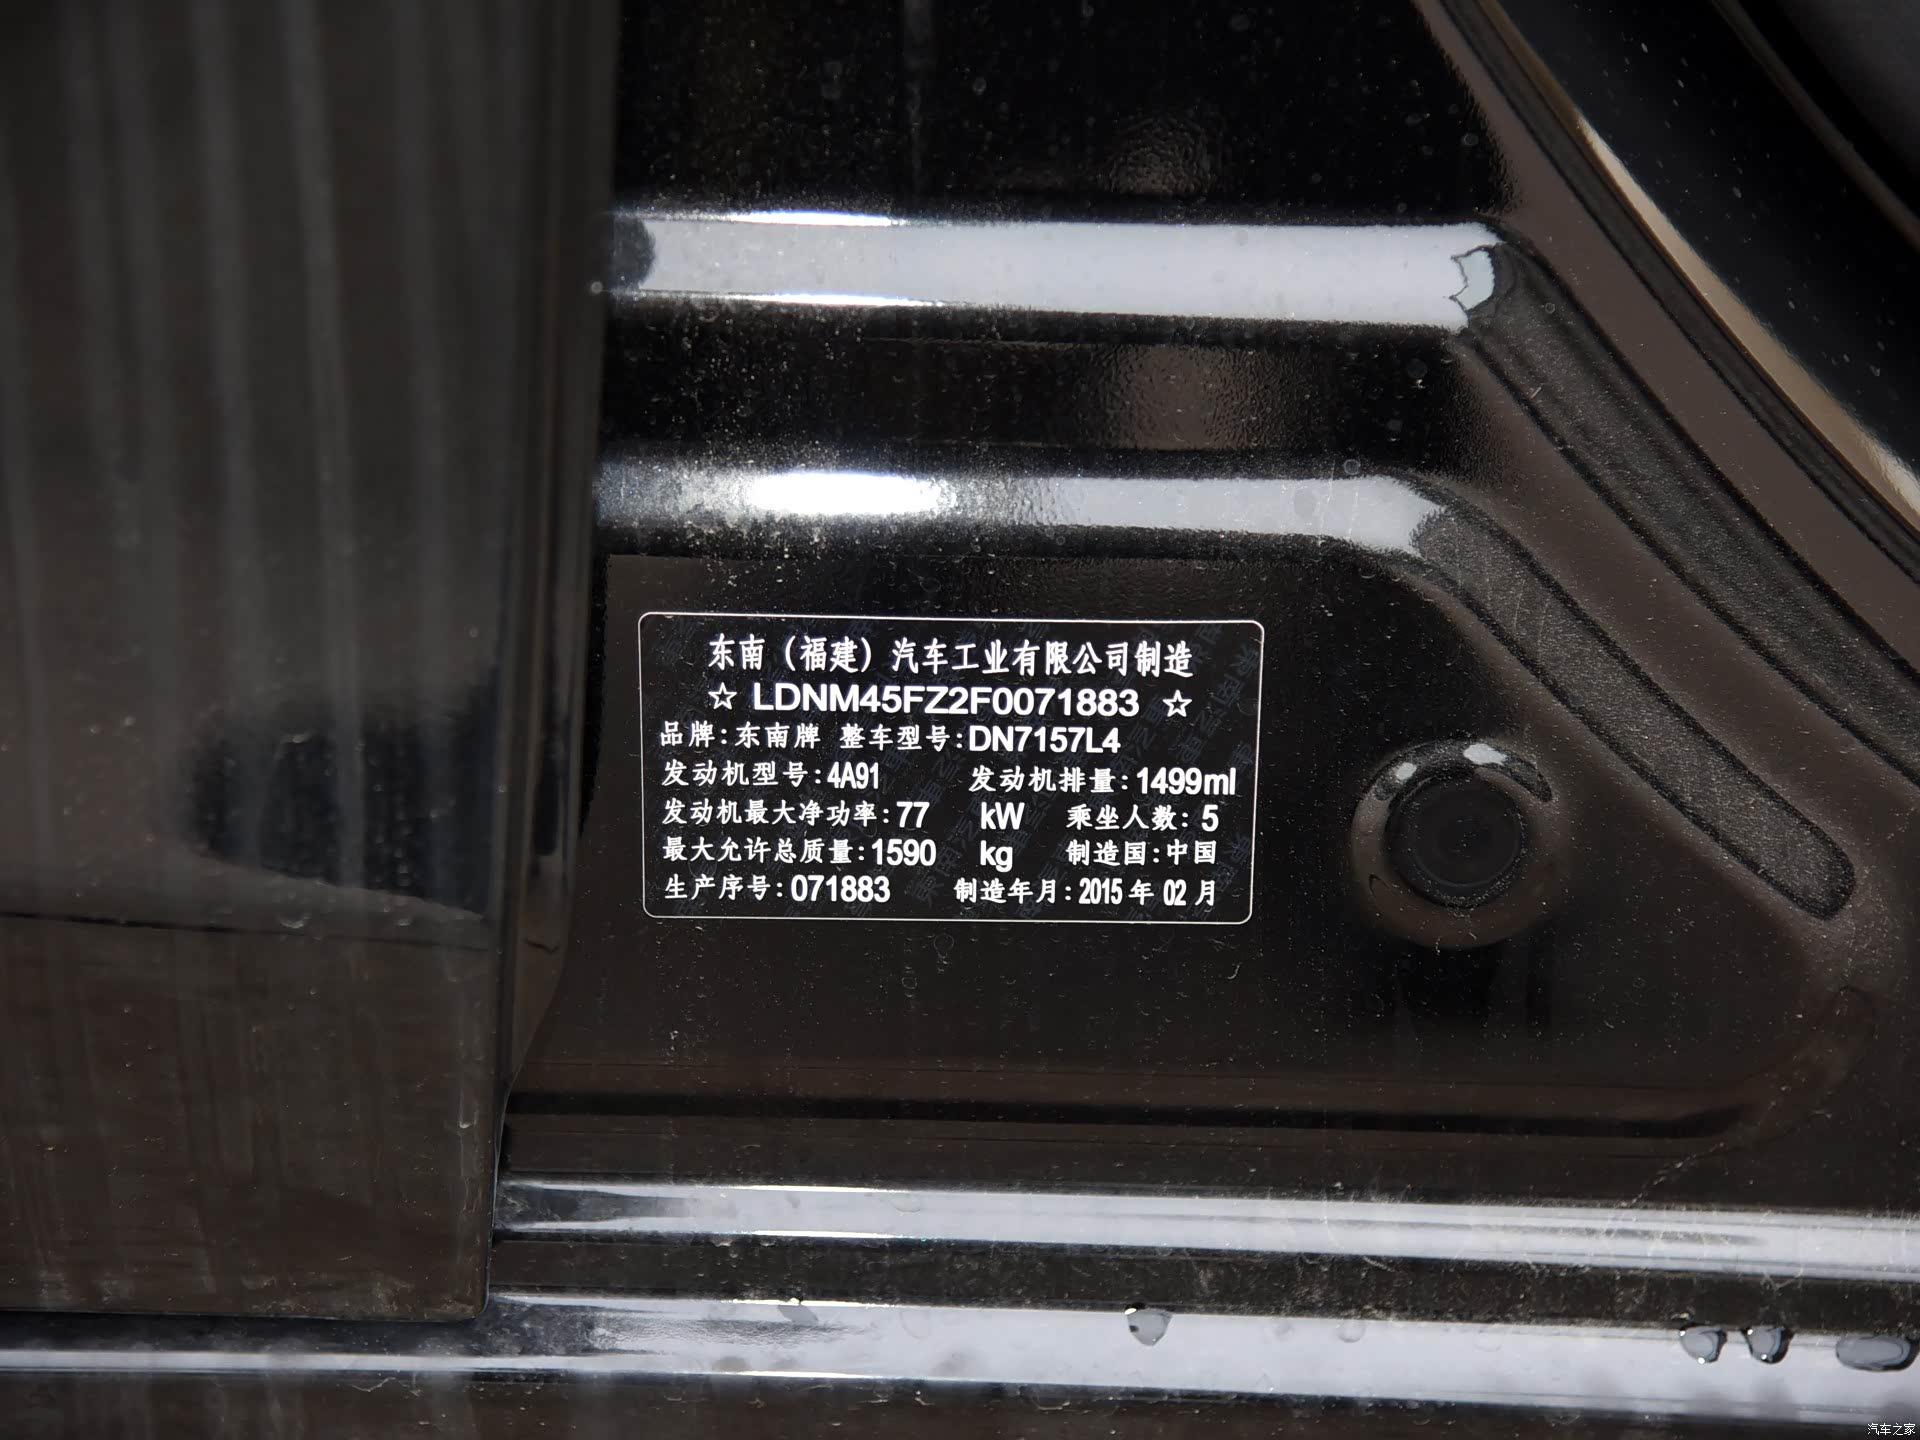 东南（福建）汽车工业有限公司制造
☆ LDNM45FZ2F0071883 ☆
品牌:东南牌 整车型号:DN7157L4
发动机型号:4A91 发动机排量:1499ml
发动机最大净功率:77 kW 乘坐人数:5
最大允许总质量:1590 kg 制造国:中国
生产序号:071883 制造年月:2015年 02月
汽车之家